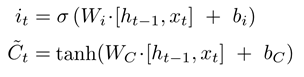 i_t = σ (W_i·[h_{t−1}, x_t] + b_i)
C̃_t = tanh(W_C·[h_{t−1}, x_t] + b_C)